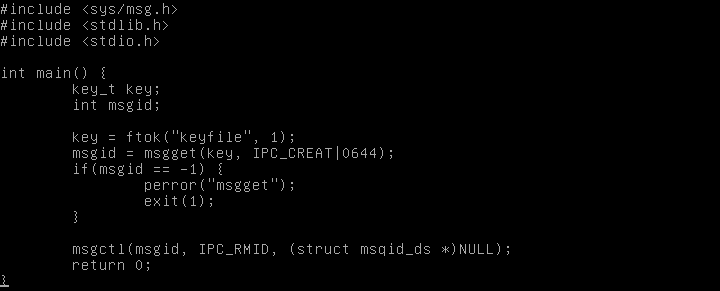 #include <sys/msg.h>
#include <stdlib.h>
#include <stdio.h>

int main() {
        key_t key;
        int msgid;

        key = ftok("keyfile", 1);
        msgid = msgget(key, IPC_CREAT|0644);
        if(msgid == -1) {
                perror("msgget");
                exit(1);
        }

        msgctl(msgid, IPC_RMID, (struct msqid_ds *)NULL);
        return 0;
}